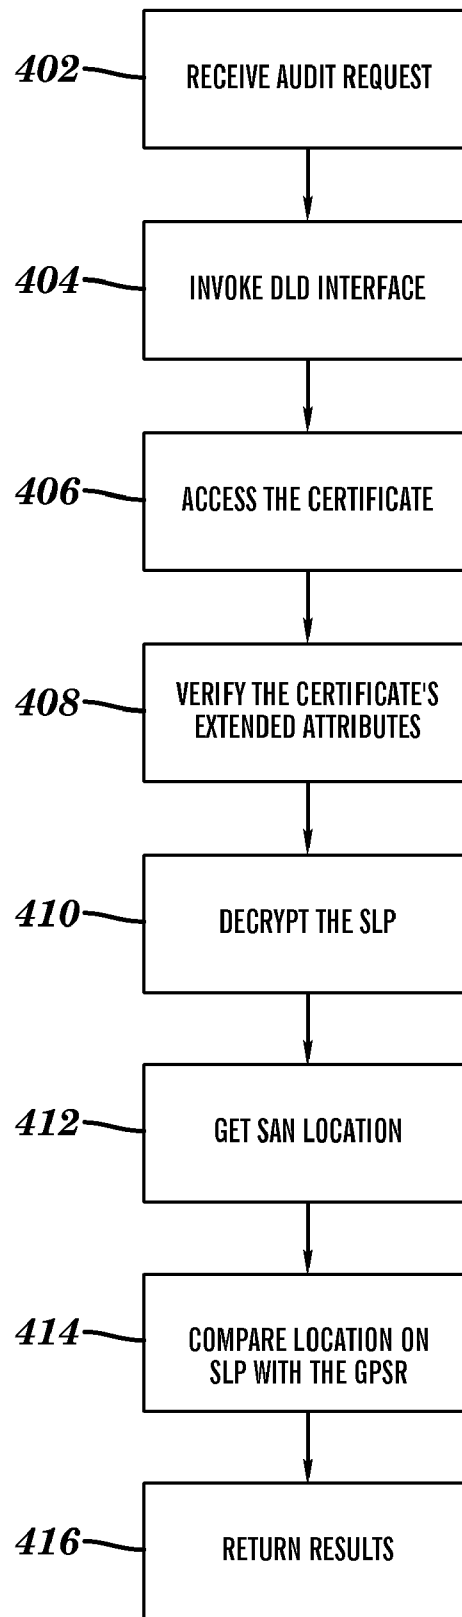 402
RECEIVE AUDIT REQUEST
404
INVOKE DLD INTERFACE
406
ACCESS THE CERTIFICATE
408
VERIFY THE CERTIFICATE'S
EXTENDED ATTRIBUTES
410
DECRYPT THE SLP
412
GET SAN LOCATION
414
COMPARE LOCATION ON
SLP WITH THE GPSR
416
RETURN RESULTS